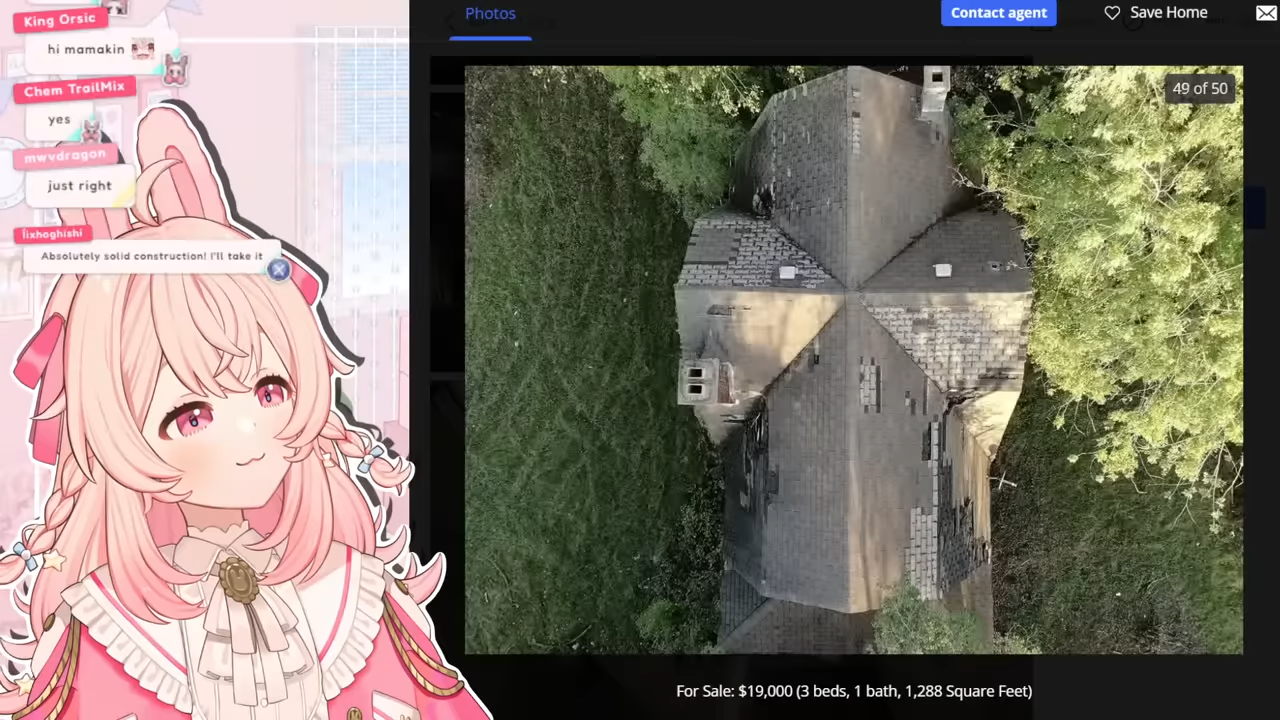 King Orsic
hi mamakin
Chem TrailMix
yes
mwvdragon
just right
lixhoghishi
Absolutely solid construction! I'll take it
Photos
Contact agent
Save Home
49 of 50
For Sale: $19,000 (3 beds, 1 bath, 1,288 Square Feet)